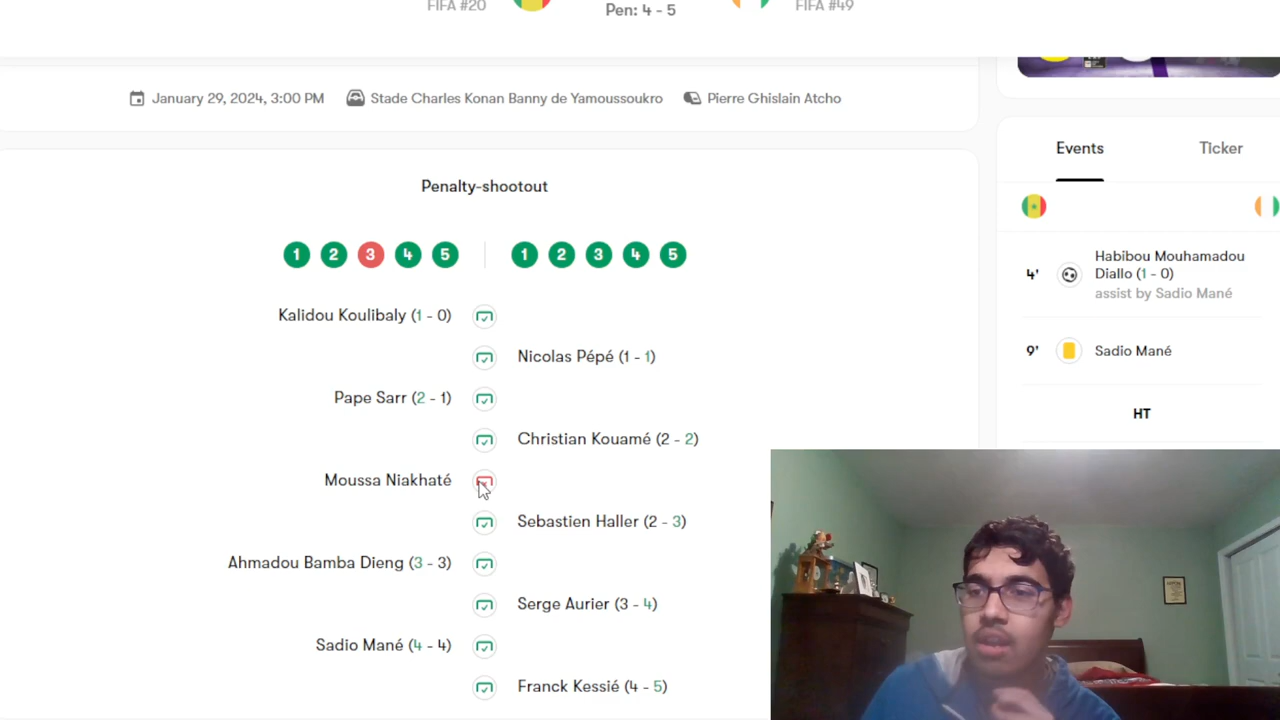 FIFA #20
Pen: 4 - 5
FIFA #49
January 29, 2024, 3:00 PM
Stade Charles Konan Banny de Yamoussoukro
Pierre Ghislain Atcho
Events
Ticker
Penalty-shootout
1 2 3 4 5
1 2 3 4 5
Habibou Mouhamadou
4'
Diallo (1 - 0)
assist by Sadio Mané
Kalidou Koulibaly (1 - 0)
Nicolas Pépé (1 - 1)
9'
Sadio Mané
Pape Sarr (2 - 1)
HT
Christian Kouamé (2 - 2)
Moussa Niakhaté
Sebastien Haller (2 - 3)
Ahmadou Bamba Dieng (3 - 3)
Serge Aurier (3 - 4)
Sadio Mané (4 - 4)
Franck Kessié (4 - 5)